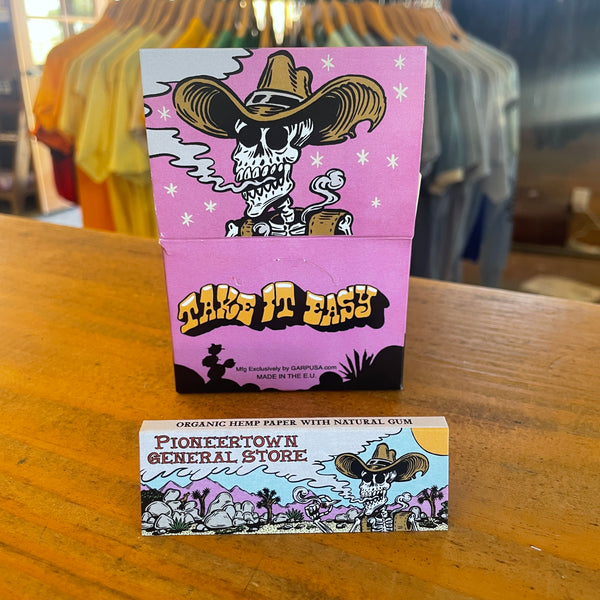 TAKE IT EASY
Mfg Exclusively by GARPUSA.com
MADE IN THE E.U.
ORGANIC HEMP PAPER WITH NATURAL GUM
PIONEERTOWN
GENERAL STORE